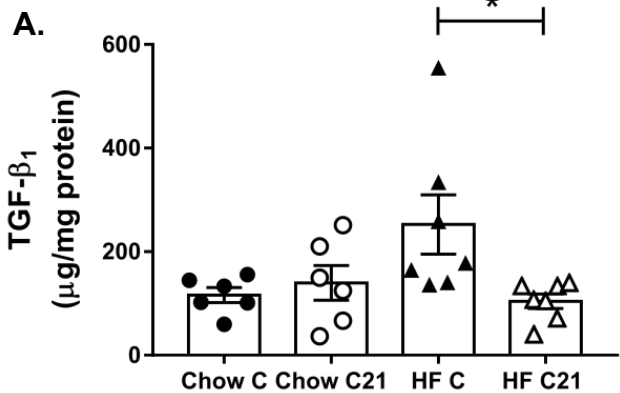 A.
*
TGF-β1
(μg/mg protein)
600
400
200
0
Chow C Chow C21 HF C HF C21